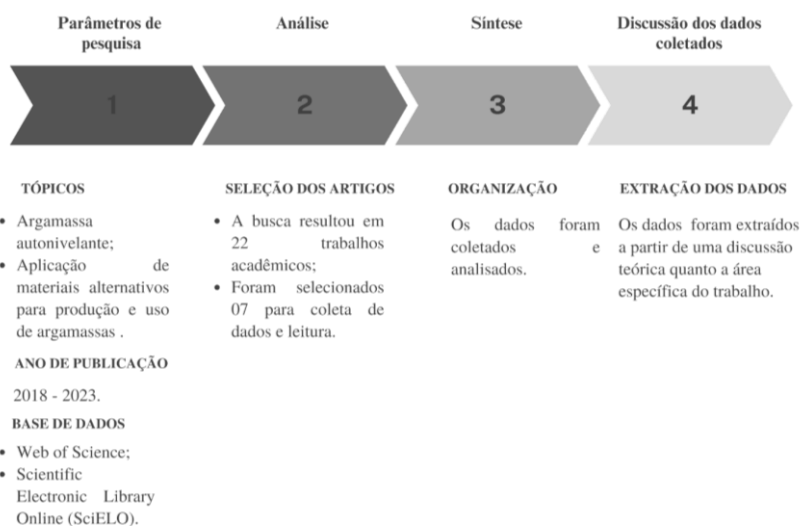 Parâmetros de
pesquisa
Análise
Síntese
Discussão dos dados
coletados
1
2
3
4
TÓPICOS
• Argamassa
autonivelante;
• Aplicação de
materiais alternativos
para produção e uso
de argamassas .
ANO DE PUBLICAÇÃO
2018 - 2023.
BASE DE DADOS
• Web of Science;
• Scientific
Electronic Library
Online (SciELO).
SELEÇÃO DOS ARTIGOS
• A busca resultou em
22 trabalhos
acadêmicos;
• Foram selecionados
07 para coleta de
dados e leitura.
ORGANIZAÇÃO
Os dados foram
coletados e
analisados.
EXTRAÇÃO DOS DADOS
Os dados foram extraídos
a partir de uma discussão
teórica quanto a área
específica do trabalho.